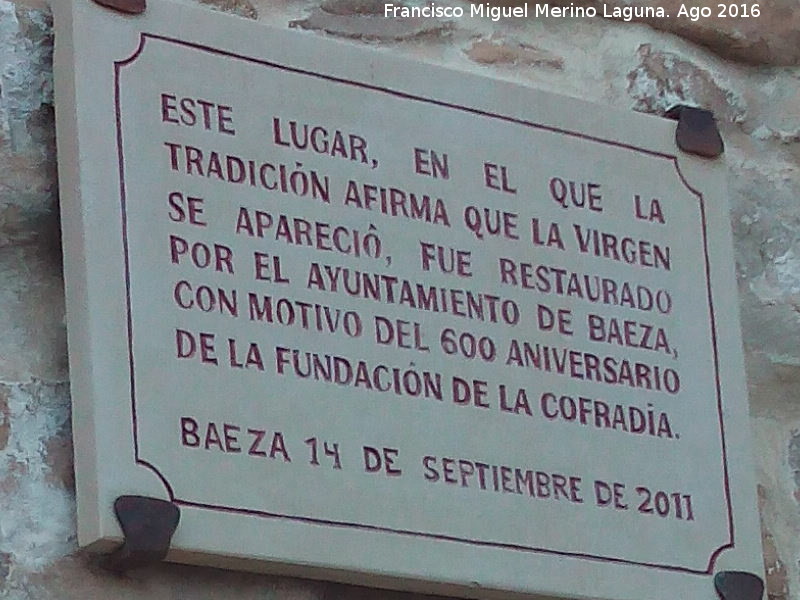 Francisco Miguel Merino Laguna. Ago 2016
ESTE LUGAR, EN EL QUE LA
TRADICIÓN AFIRMA QUE LA VIRGEN
SE APARECIÓ, FUE RESTAURADO
POR EL AYUNTAMIENTO DE BAEZA,
CON MOTIVO DEL 600 ANIVERSARIO
DE LA FUNDACIÓN DE LA COFRADÍA.
BAEZA 14 DE SEPTIEMBRE DE 2011